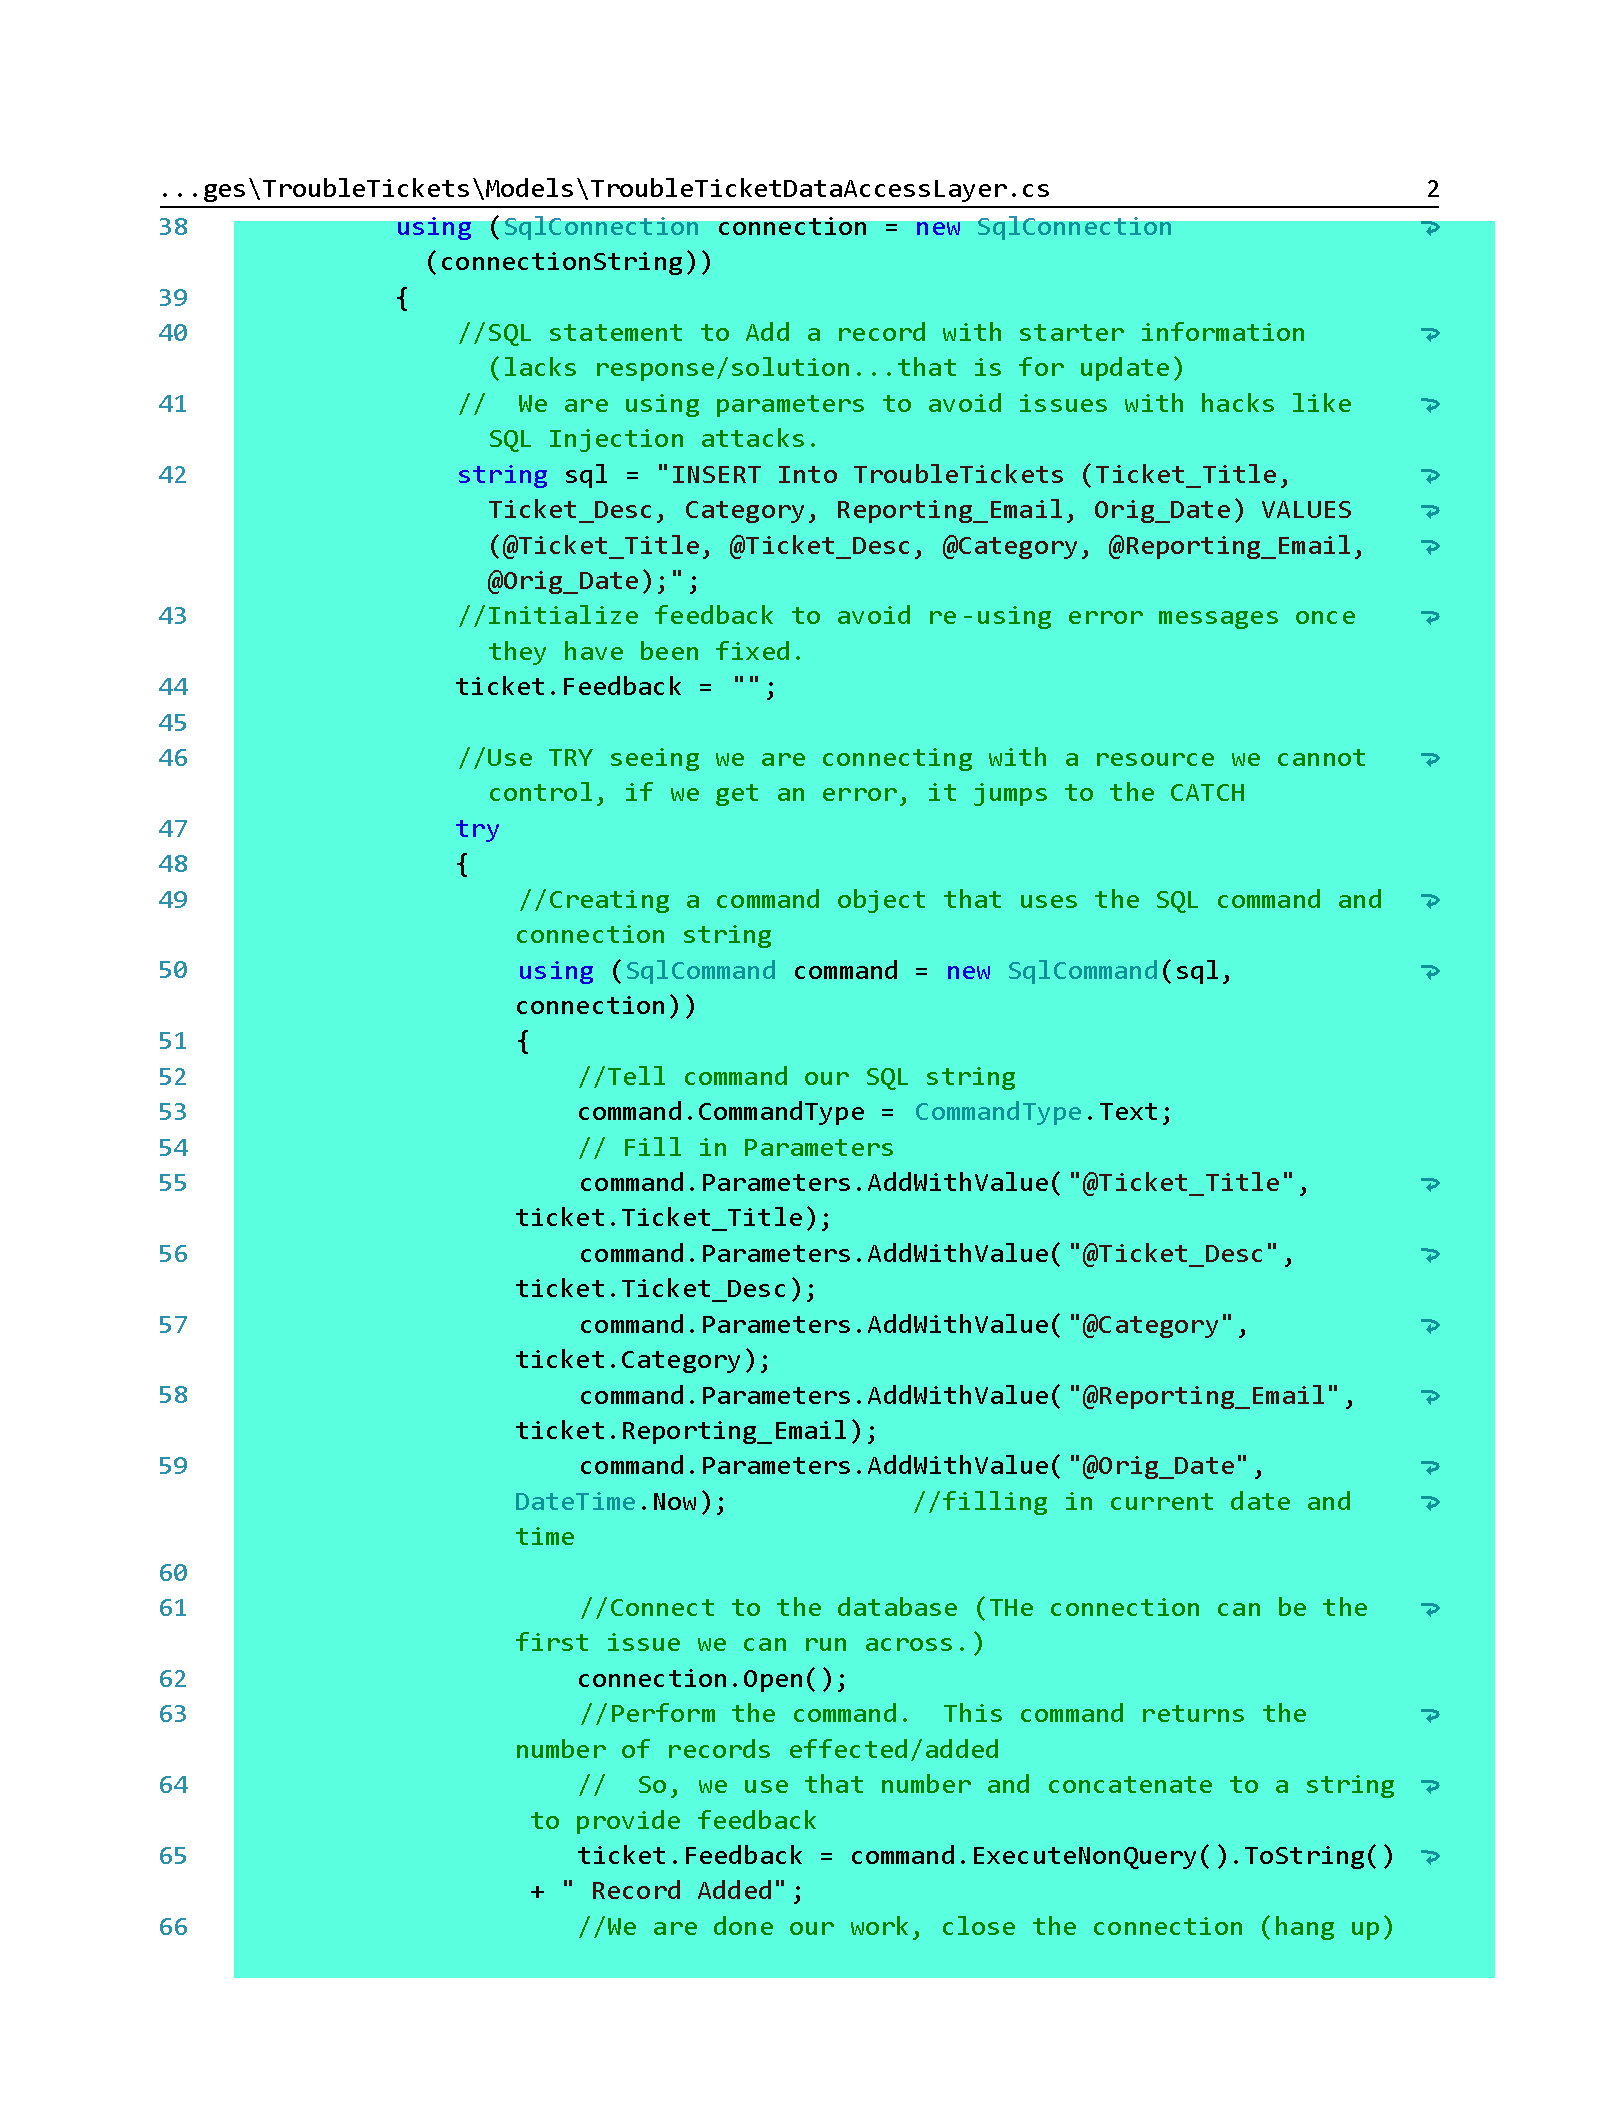 ...ges\TroubleTickets\Models\TroubleTicketDataAccessLayer.cs 2
38 using (SqlConnection connection = new SqlConnection
(connectionString))
39 {
40 //SQL statement to Add a record with starter information
(lacks response/solution...that is for update)
41 //  We are using parameters to avoid issues with hacks like
SQL Injection attacks.
42 string sql = "INSERT Into TroubleTickets (Ticket_Title,
Ticket_Desc, Category, Reporting_Email, Orig_Date) VALUES
(@Ticket_Title, @Ticket_Desc, @Category, @Reporting_Email,
@Orig_Date);";
43 //Initialize feedback to avoid re-using error messages once
they have been fixed.
44 ticket.Feedback = "";
45
46 //Use TRY seeing we are connecting with a resource we cannot
control, if we get an error, it jumps to the CATCH
47 try
48 {
49 //Creating a command object that uses the SQL command and
connection string
50 using (SqlCommand command = new SqlCommand(sql,
connection))
51 {
52 //Tell command our SQL string
53 command.CommandType = CommandType.Text;
54 // Fill in Parameters
55 command.Parameters.AddWithValue("@Ticket_Title",
ticket.Ticket_Title);
56 command.Parameters.AddWithValue("@Ticket_Desc",
ticket.Ticket_Desc);
57 command.Parameters.AddWithValue("@Category",
ticket.Category);
58 command.Parameters.AddWithValue("@Reporting_Email",
ticket.Reporting_Email);
59 command.Parameters.AddWithValue("@Orig_Date",
DateTime.Now); //filling in current date and
time
60
61 //Connect to the database (THe connection can be the
first issue we can run across.)
62 connection.Open();
63 //Perform the command.  This command returns the
number of records effected/added
64 //  So, we use that number and concatenate to a string
to provide feedback
65 ticket.Feedback = command.ExecuteNonQuery().ToString()
+ " Record Added";
66 //We are done our work, close the connection (hang up)